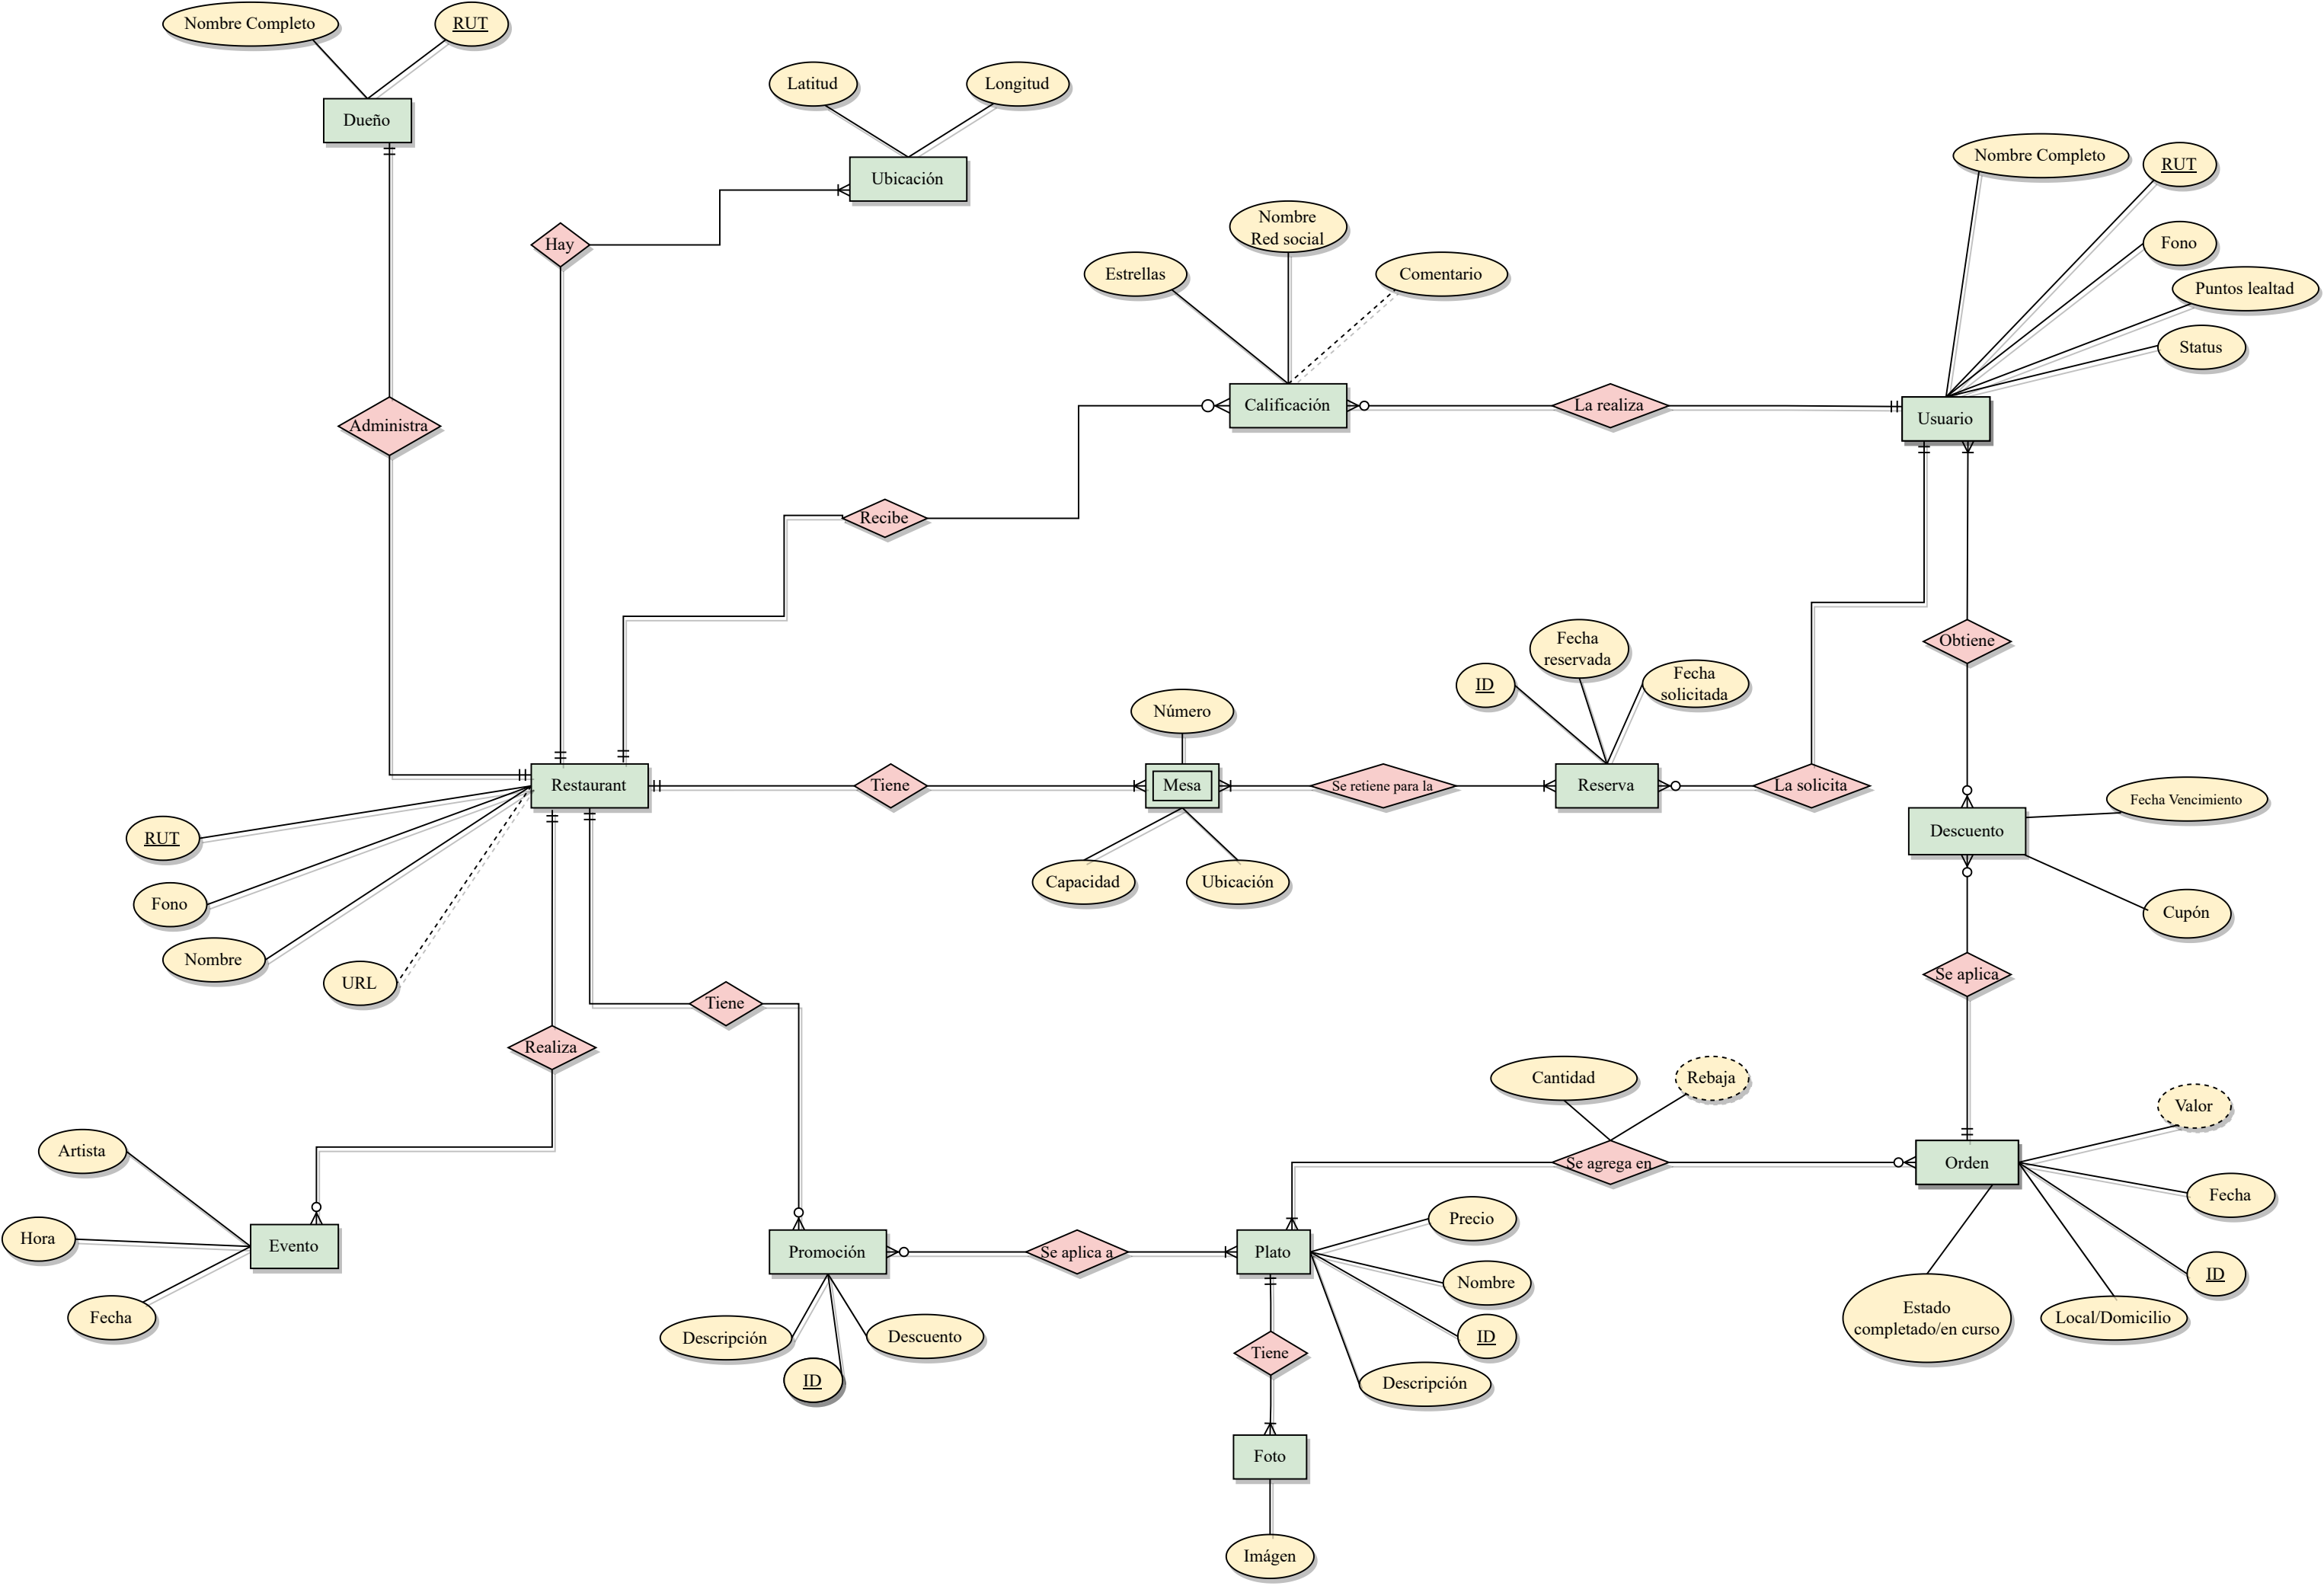 Nombre Completo
RUT
Dueño
Latitud
Longitud
Ubicación
Nombre Completo
RUT
Hay
Nombre
Red social
Fono
Estrellas
Comentario
Puntos lealtad
Status
Calificación
La realiza
Usuario
Administra
Recibe
Fecha
reservada
Obtiene
ID
Fecha
solicitada
Número
Restaurant
Tiene
Mesa
Se retiene para la
Reserva
La solicita
Fecha Vencimiento
Descuento
RUT
Capacidad
Ubicación
Fono
Cupón
Nombre
URL
Se aplica
Tiene
Realiza
Cantidad
Rebaja
Valor
Artista
Se agrega en
Orden
Fecha
Precio
Hora
Evento
Promoción
Se aplica a
Plato
Nombre
ID
Fecha
Estado
completado/en curso
Local/Domicilio
Descripción
Descuento
ID
Tiene
ID
Descripción
Foto
Imágen